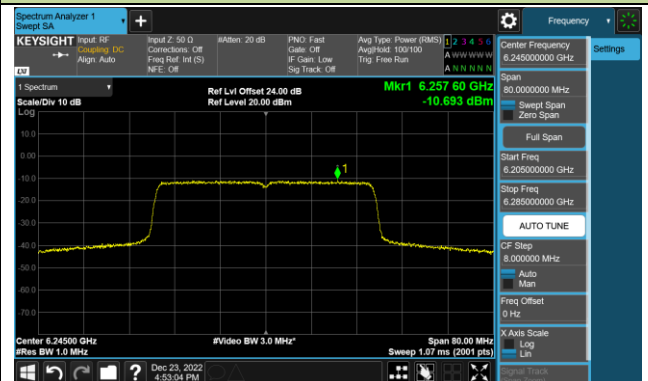 Spectrum Analyzer 1
Swept SA
Frequency
KEYSIGHT
Input: RF
Coupling: DC
Align: Auto
Input Z: 50 Ω
Corrections: Off
Freq Ref: Int (S)
NFE: Off
#Atten: 20 dB
PNO: Fast
Gate: Off
IF Gain: Low
Sig Track: Off
Avg Type: Power (RMS)
Avg|Hold: 100/100
Trig: Free Run
1 2 3 4 5 6
A W W W W W
A N N N N N
LXI
1 Spectrum
Scale/Div 10 dB
Log
Ref Lvl Offset 24.00 dB
Ref Level 20.00 dBm
Mkr1 6.257 60 GHz
-10.693 dBm
1
10.0
0.00
-10.0
-20.0
-30.0
-40.0
-50.0
-60.0
-70.0
Center 6.24500 GHz
#Res BW 1.0 MHz
#Video BW 3.0 MHz*
Span 80.00 MHz
Sweep 1.07 ms (2001 pts)
Dec 23, 2022
4:53:04 PM
Center Frequency
6.245000000 GHz
Span
80.0000000 MHz
Swept Span
Zero Span
Full Span
Start Freq
6.205000000 GHz
Stop Freq
6.285000000 GHz
AUTO TUNE
CF Step
8.000000 MHz
Auto
Man
Freq Offset
0 Hz
X Axis Scale
Log
Lin
Signal Track
Settings